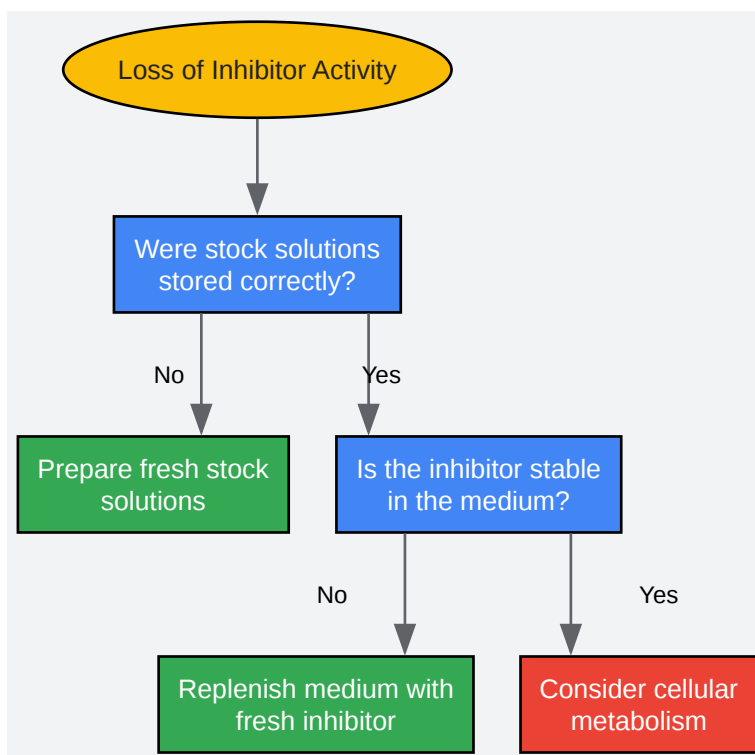 Loss of Inhibitor Activity
Were stock solutions
stored correctly?
No
Yes
Prepare fresh stock
solutions
Is the inhibitor stable
in the medium?
No
Yes
Replenish medium with
fresh inhibitor
Consider cellular
metabolism